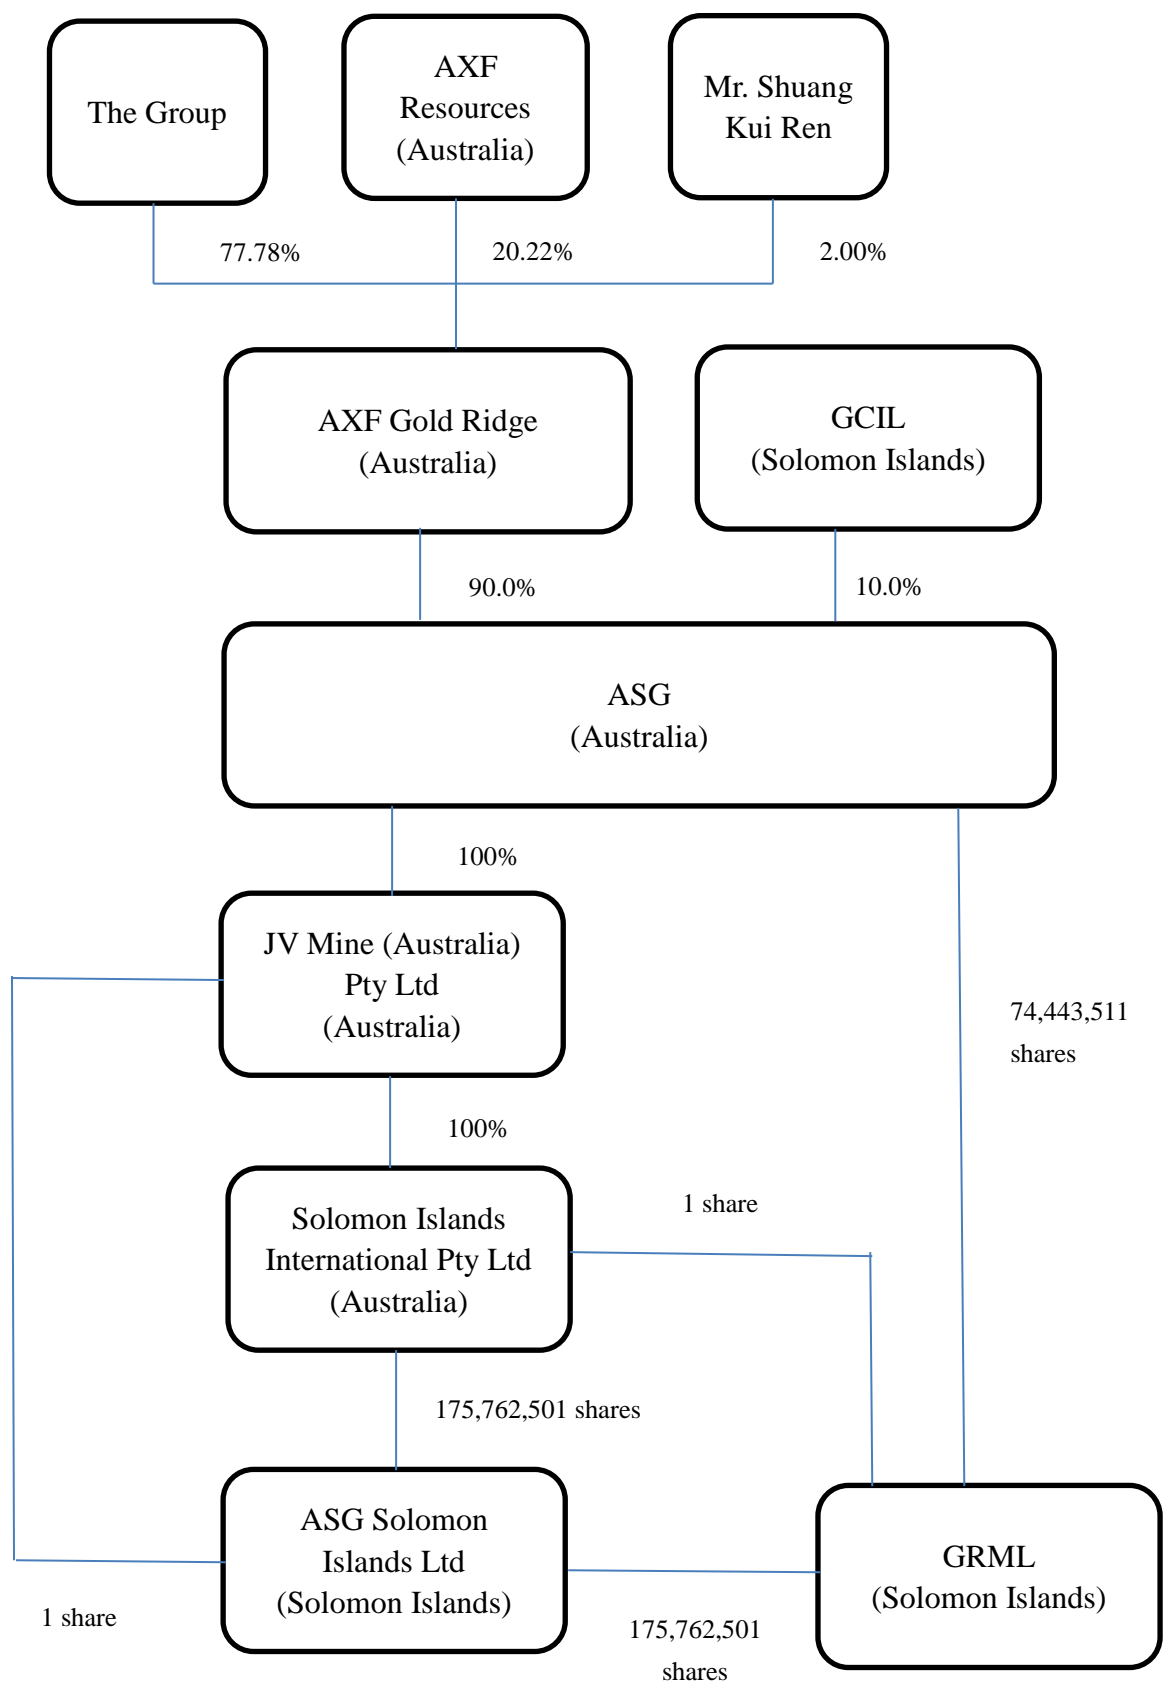 The Group
AXF
Resources
(Australia)
Mr. Shuang
Kui Ren
77.78%
20.22%
2.00%
AXF Gold Ridge
(Australia)
GCIL
(Solomon Islands)
90.0%
10.0%
ASG
(Australia)
100%
JV Mine (Australia)
Pty Ltd
(Australia)
74,443,511
shares
100%
Solomon Islands
International Pty Ltd
(Australia)
1 share
175,762,501 shares
ASG Solomon
Islands Ltd
(Solomon Islands)
GRML
(Solomon Islands)
1 share
175,762,501
shares